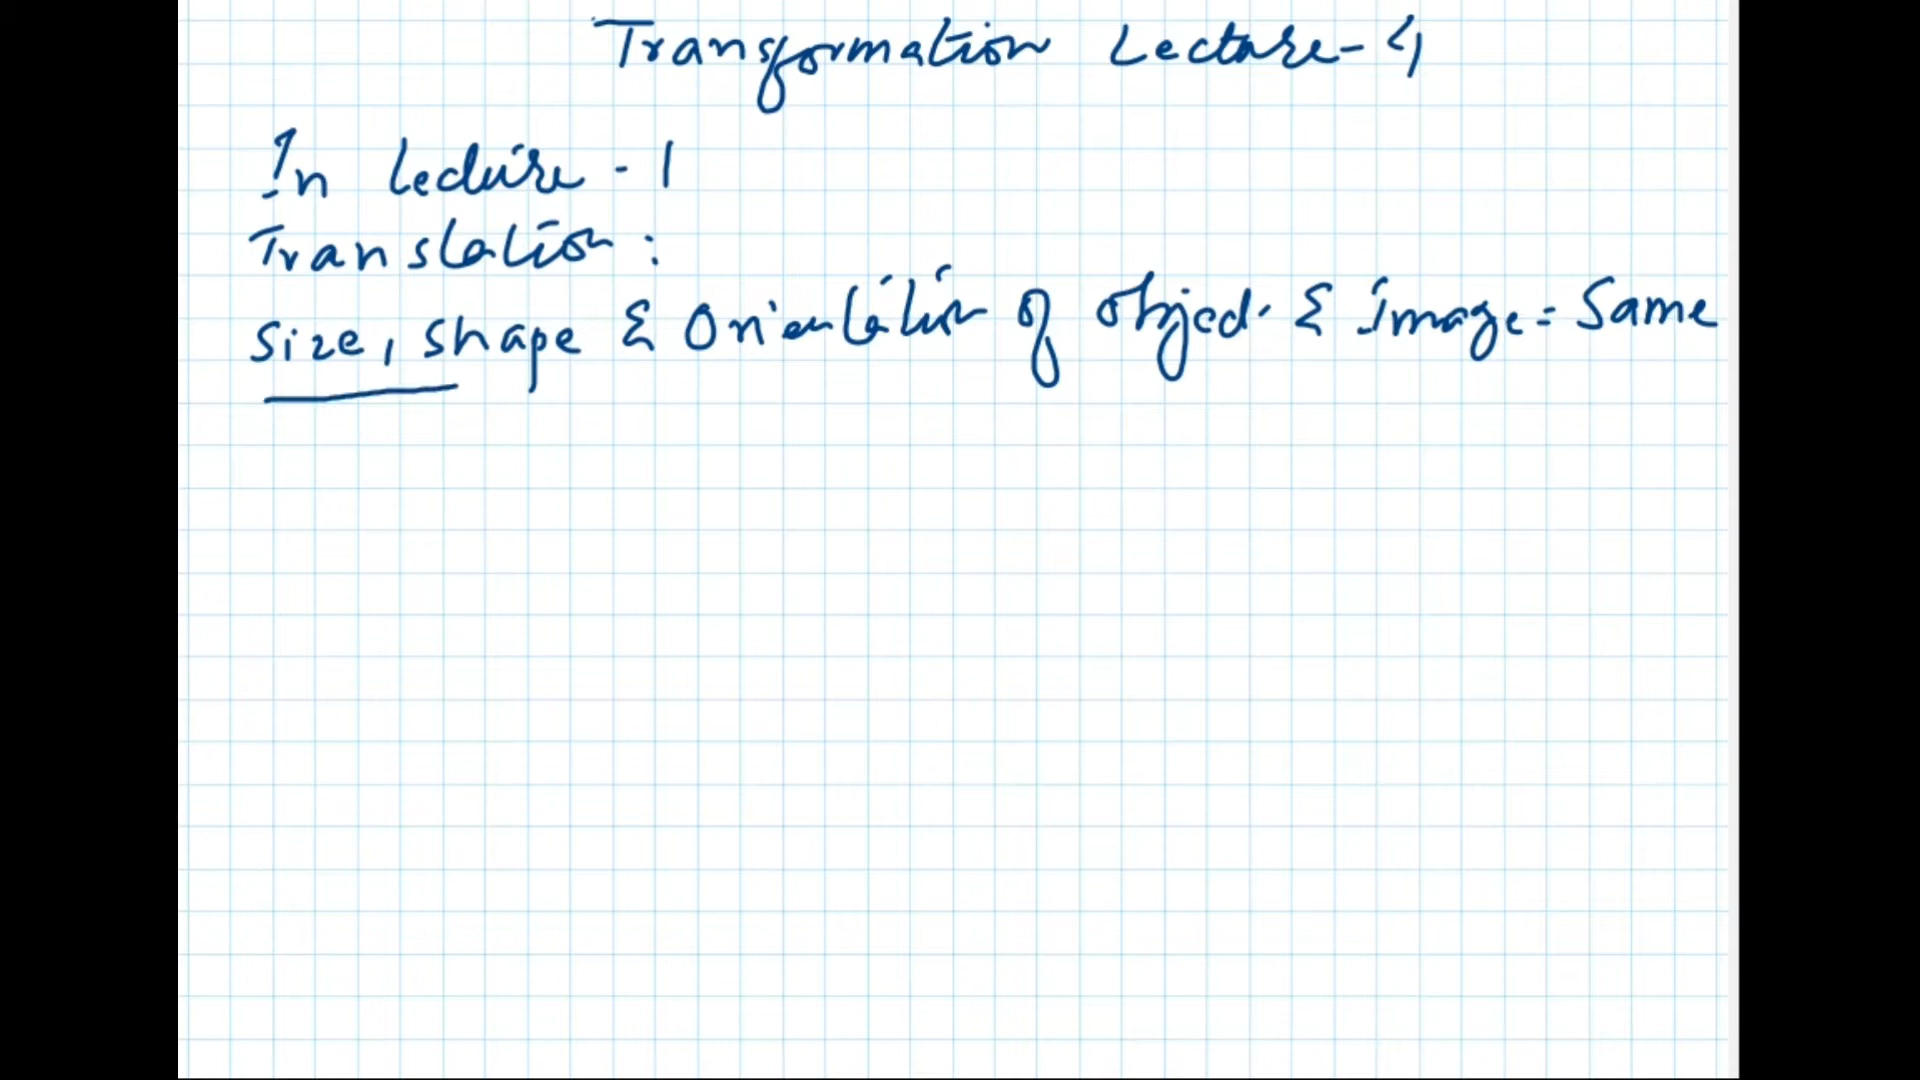 Transformation Lecture-4
In Lecture - 1
Translation:
Size, shape & Orientation of object & Image = Same